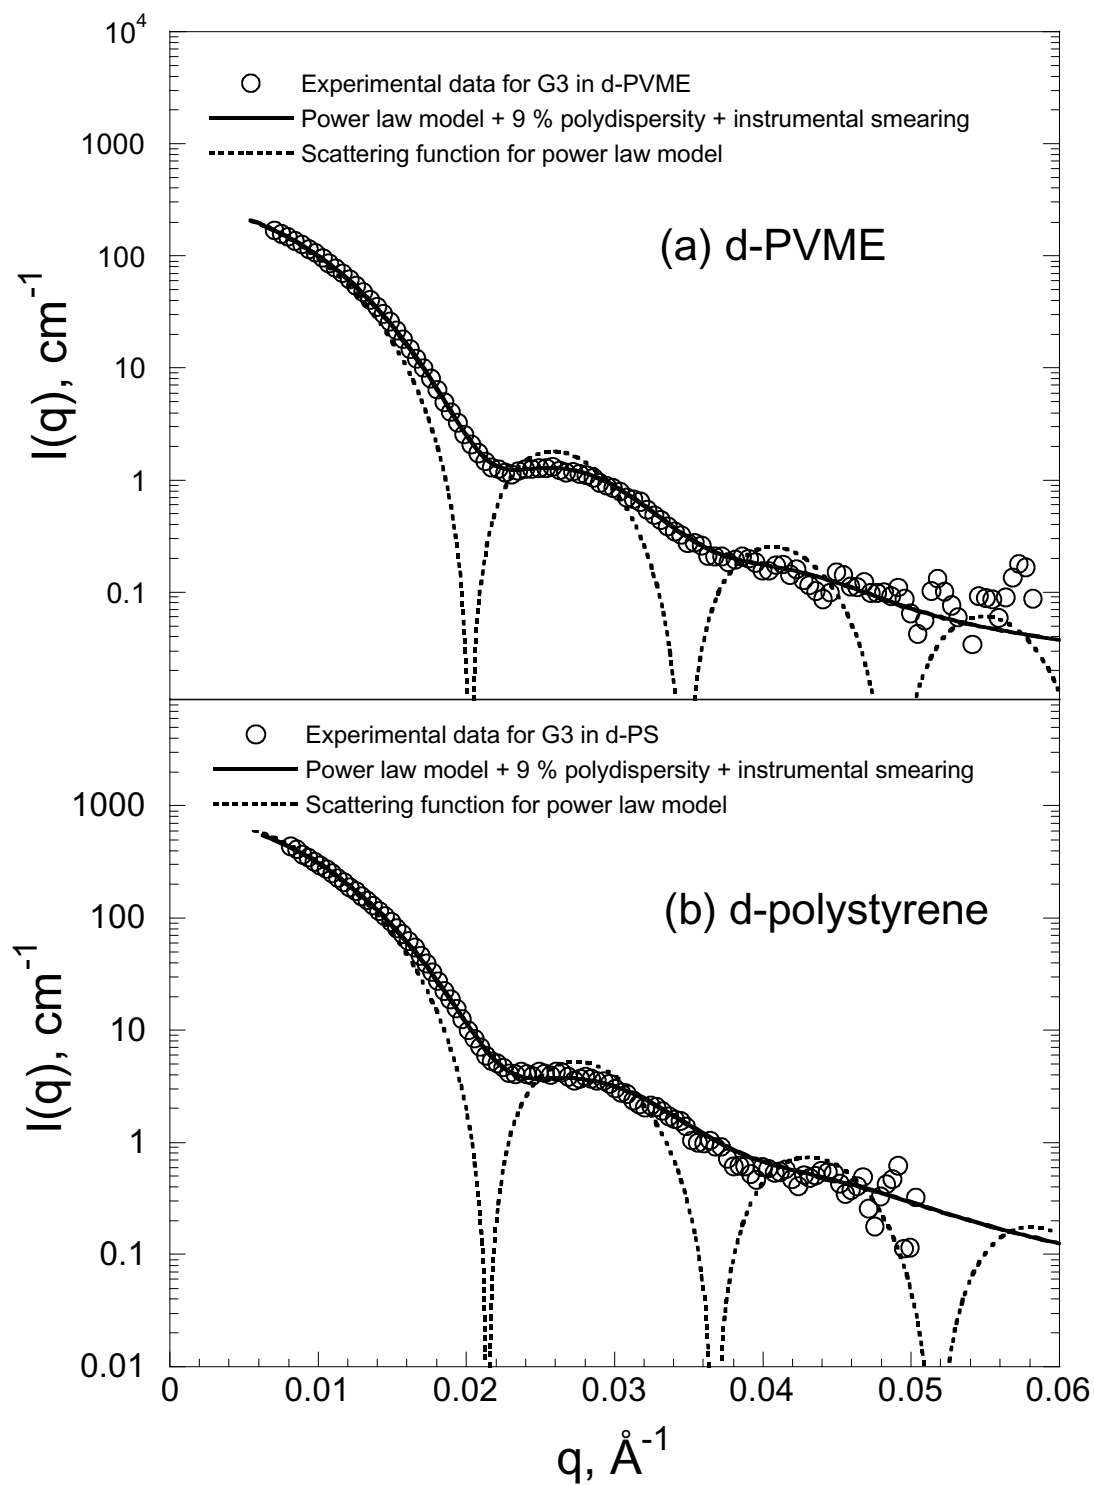 10^4
Experimental data for G3 in d-PVME
Power law model + 9 % polydispersity + instrumental smearing
Scattering function for power law model
1000
(a) d-PVME
100
I(q), cm^-1
10
1
0.1
Experimental data for G3 in d-PS
Power law model + 9 % polydispersity + instrumental smearing
Scattering function for power law model
1000
(b) d-polystyrene
100
I(q), cm^-1
10
1
0.1
0.01
0 0.01 0.02 0.03 0.04 0.05 0.06
q, Å^-1